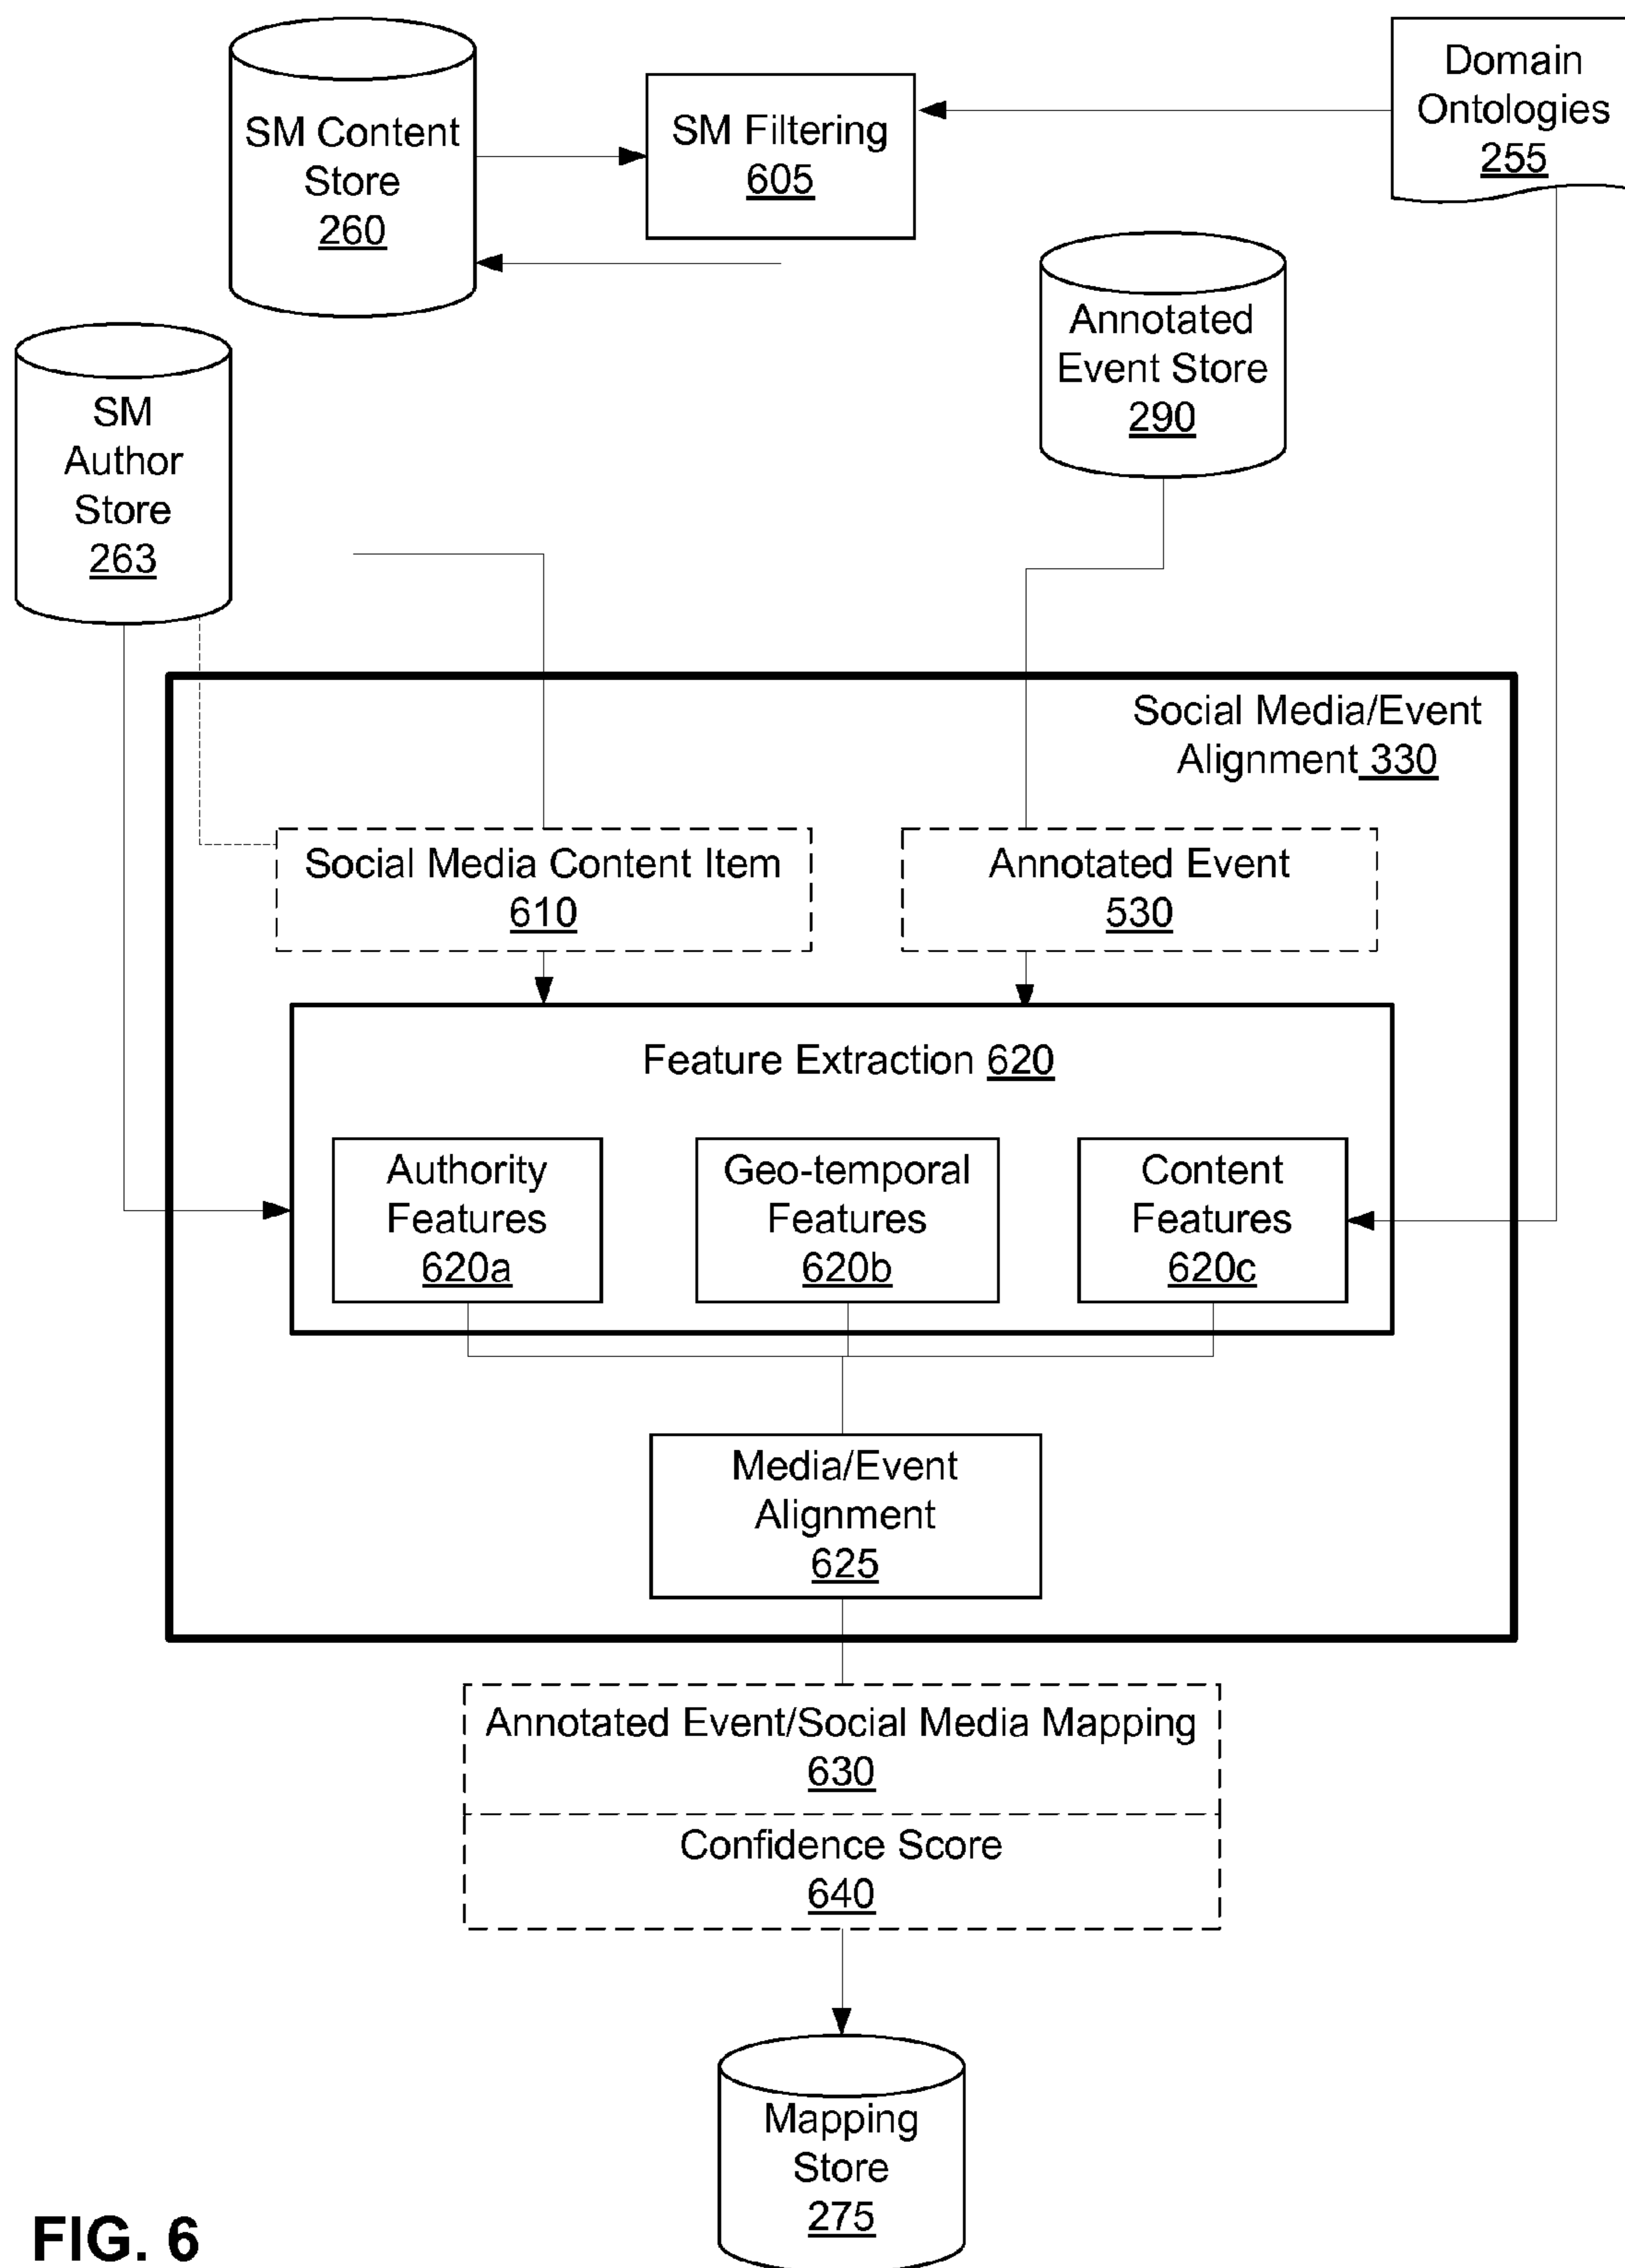 SM Content
Store
260
SM Filtering
605
Domain
Ontologies
255
SM
Author
Store
263
Annotated
Event Store
290
Social Media/Event
Alignment 330
Social Media Content Item
610
Annotated Event
530
Feature Extraction 620
Authority
Features
620a
Geo-temporal
Features
620b
Content
Features
620c
Media/Event
Alignment
625
Annotated Event/Social Media Mapping
630
Confidence Score
640
Mapping
Store
275
FIG. 6